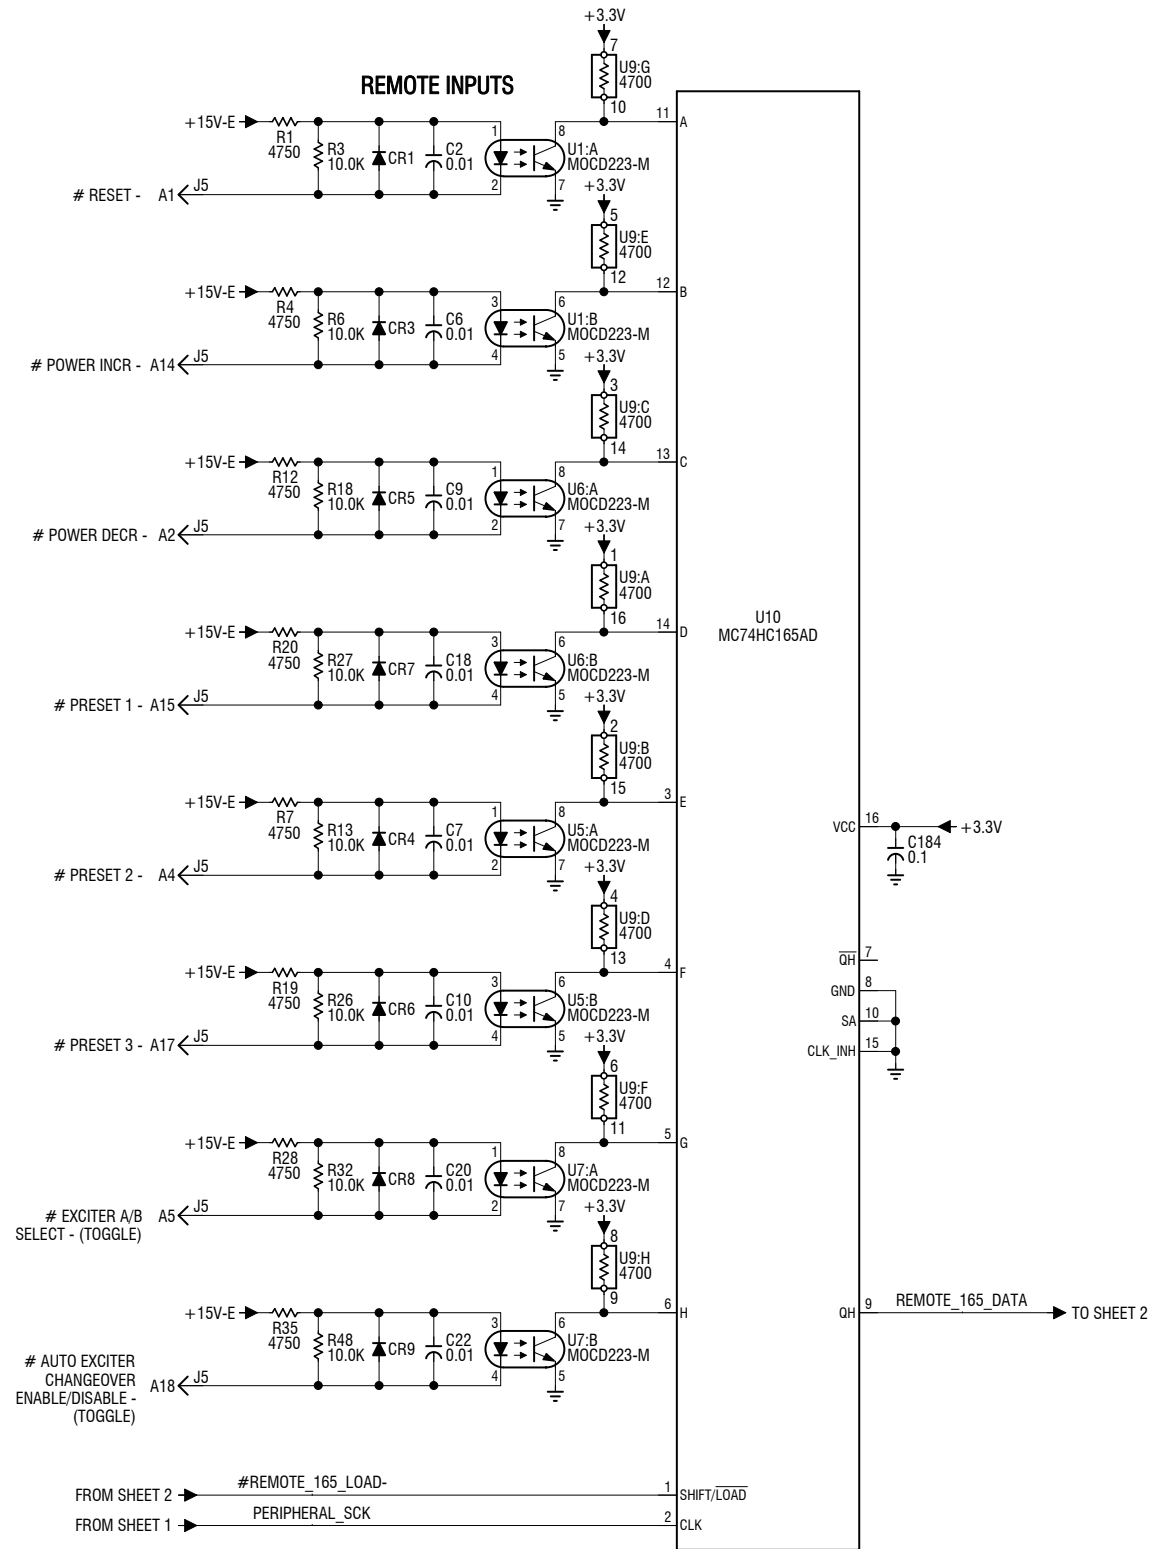 REMOTE INPUTS
+3.3V
7
U9:G
4700
10
+15V-E
R1
4750
R3
10.0K
CR1
C2
0.01
1
2
8
7
U1:A
MOCD223-M
11 A
# RESET - A1 J5
+3.3V
5
U9:E
4700
12
+15V-E
R4
4750
R6
10.0K
CR3
C6
0.01
3
4
6
5
U1:B
MOCD223-M
12 B
# POWER INCR - A14 J5
+3.3V
3
U9:C
4700
14
+15V-E
R12
4750
R18
10.0K
CR5
C9
0.01
1
2
8
7
U6:A
MOCD223-M
13 C
# POWER DECR - A2 J5
+3.3V
1
U9:A
4700
16
+15V-E
R20
4750
R27
10.0K
CR7
C18
0.01
3
4
6
5
U6:B
MOCD223-M
14 D
# PRESET 1 - A15 J5
+3.3V
2
U9:B
4700
15
+15V-E
R7
4750
R13
10.0K
CR4
C7
0.01
1
2
8
7
U5:A
MOCD223-M
3 E
# PRESET 2 - A4 J5
+3.3V
4
U9:D
4700
13
+15V-E
R19
4750
R26
10.0K
CR6
C10
0.01
3
4
6
5
U5:B
MOCD223-M
4 F
# PRESET 3 - A17 J5
+3.3V
6
U9:F
4700
11
+15V-E
R28
4750
R32
10.0K
CR8
C20
0.01
1
2
8
7
U7:A
MOCD223-M
5 G
# EXCITER A/B A5 J5
SELECT - (TOGGLE)
+3.3V
8
U9:H
4700
9
+15V-E
R35
4750
R48
10.0K
CR9
C22
0.01
3
4
6
5
U7:B
MOCD223-M
6 H
# AUTO EXCITER
CHANGEOVER A18 J5
ENABLE/DISABLE -
(TOGGLE)
U10
MC74HC165AD
VCC 16 +3.3V
C184
0.1
QH 7
GND 8
SA 10
CLK_INH 15
QH 9 REMOTE_165_DATA TO SHEET 2
FROM SHEET 2 #REMOTE_165_LOAD- 1 SHIFT/LOAD
FROM SHEET 1 PERIPHERAL_SCK 2 CLK